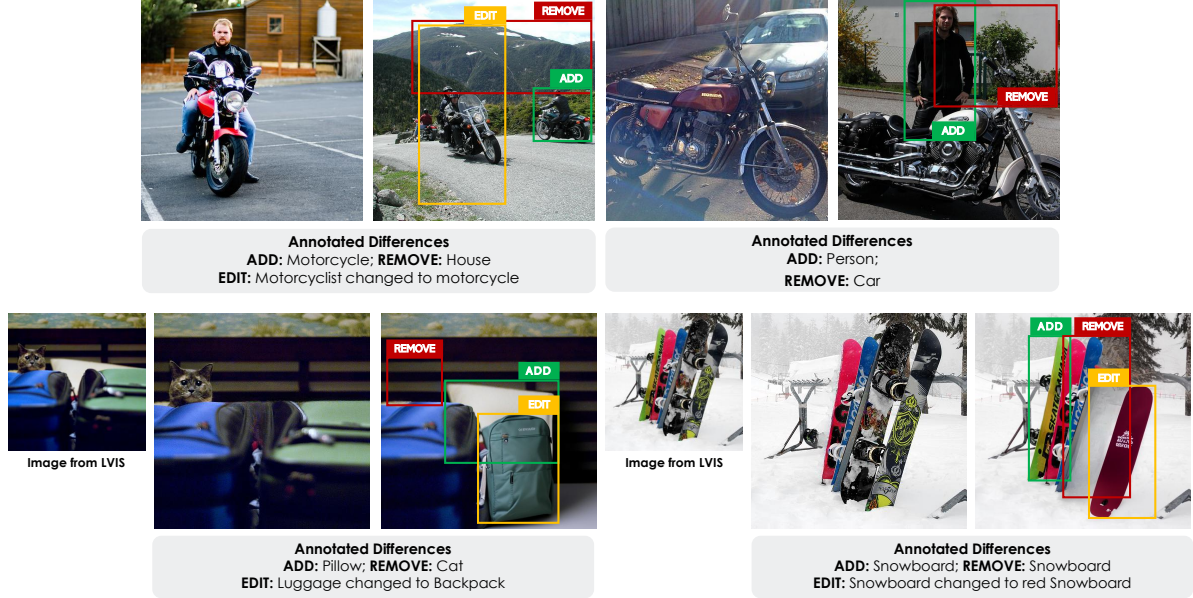 EDIT
REMOVE
ADD
REMOVE
ADD
Annotated Differences
ADD: Motorcycle; REMOVE: House
EDIT: Motorcyclist changed to motorcycle
Annotated Differences
ADD: Person;
REMOVE: Car
REMOVE
ADD
EDIT
ADD
REMOVE
EDIT
Image from LVIS
Image from LVIS
Annotated Differences
ADD: Pillow; REMOVE: Cat
EDIT: Luggage changed to Backpack
Annotated Differences
ADD: Snowboard; REMOVE: Snowboard
EDIT: Snowboard changed to red Snowboard